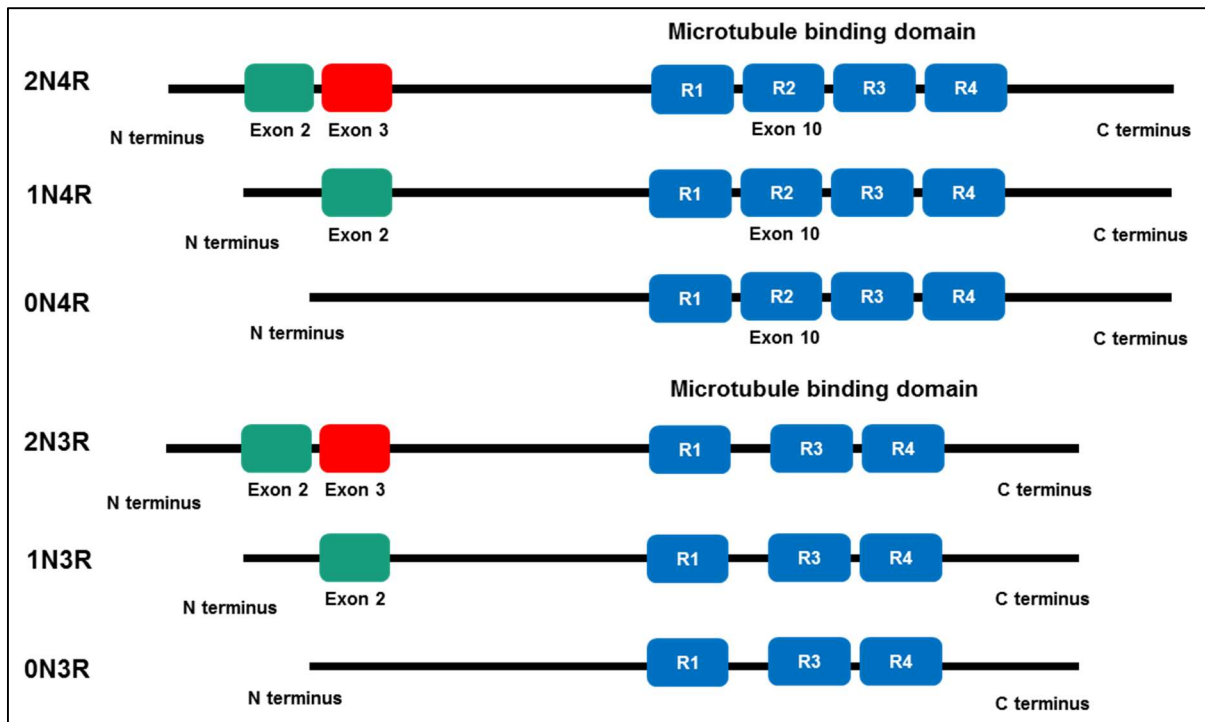 Microtubule binding domain
2N4R
R1 R2 R3 R4
N terminus Exon 2 Exon 3 Exon 10 C terminus
1N4R
R1 R2 R3 R4
N terminus Exon 2 Exon 10 C terminus
0N4R
R1 R2 R3 R4
N terminus Exon 10 C terminus
Microtubule binding domain
2N3R
R1 R3 R4
N terminus Exon 2 Exon 3 C terminus
1N3R
R1 R3 R4
N terminus Exon 2 C terminus
0N3R
R1 R3 R4
N terminus C terminus